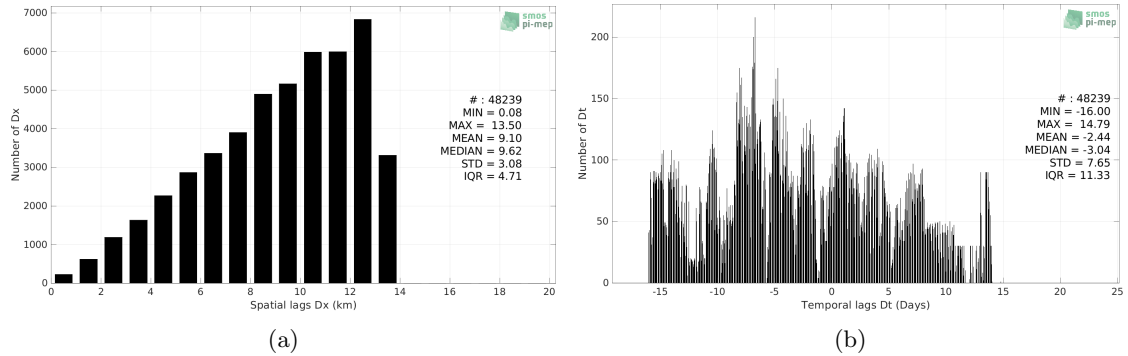 7000
6000
5000
4000
3000
2000
1000
0
Number of Dx
0 2 4 6 8 10 12 14 16 18 20
Spatial lags Dx (km)
smos
pi-mep
# : 48239
MIN = 0.08
MAX = 13.50
MEAN = 9.10
MEDIAN = 9.62
STD = 3.08
IQR = 4.71
(a)
200
150
100
50
0
Number of Dt
-15 -10 -5 0 5 10 15 20 25
Temporal lags Dt (Days)
smos
pi-mep
# : 48239
MIN = -16.00
MAX = 14.79
MEAN = -2.44
MEDIAN = -3.04
STD = 7.65
IQR = 11.33
(b)